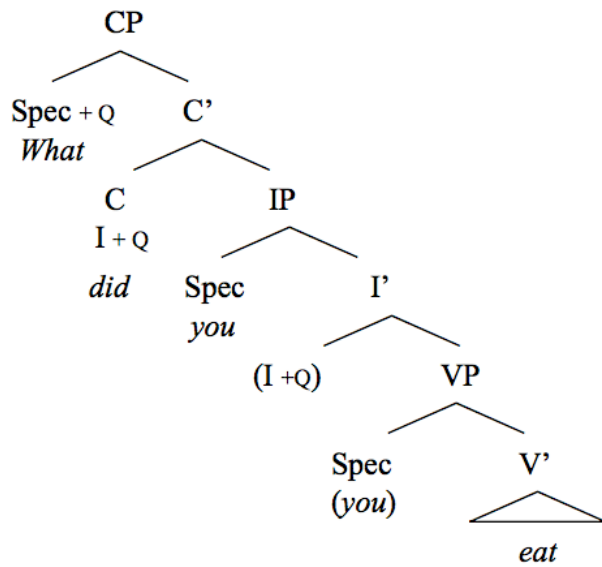 CP
Spec + Q C’
What
C IP
I + Q
did Spec I’
you
(I +Q) VP
Spec V’
(you)
eat